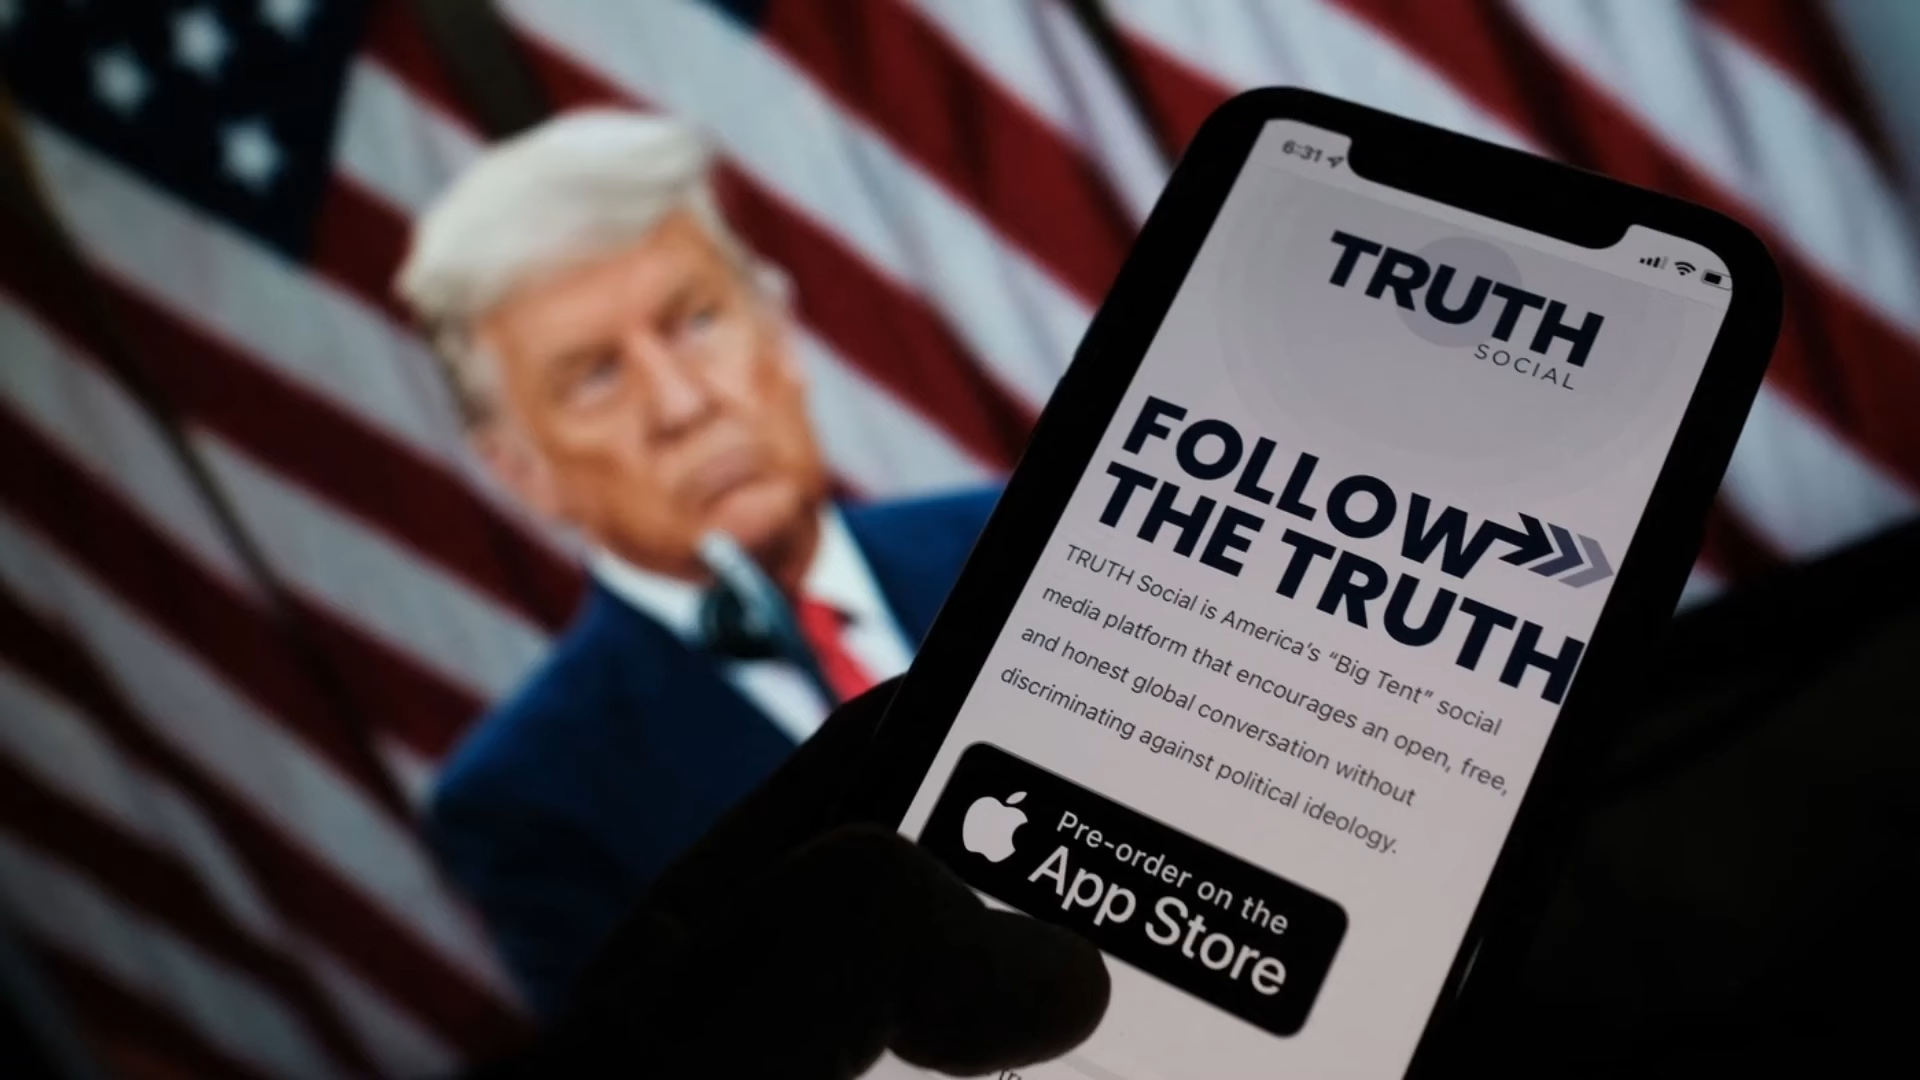 6:31
TRUTH
SOCIAL
FOLLOW
THE TRUTH
TRUTH Social is America's "Big Tent" social
media platform that encourages an open, free,
and honest global conversation without
discriminating against political ideology.
Pre-order on the
App Store